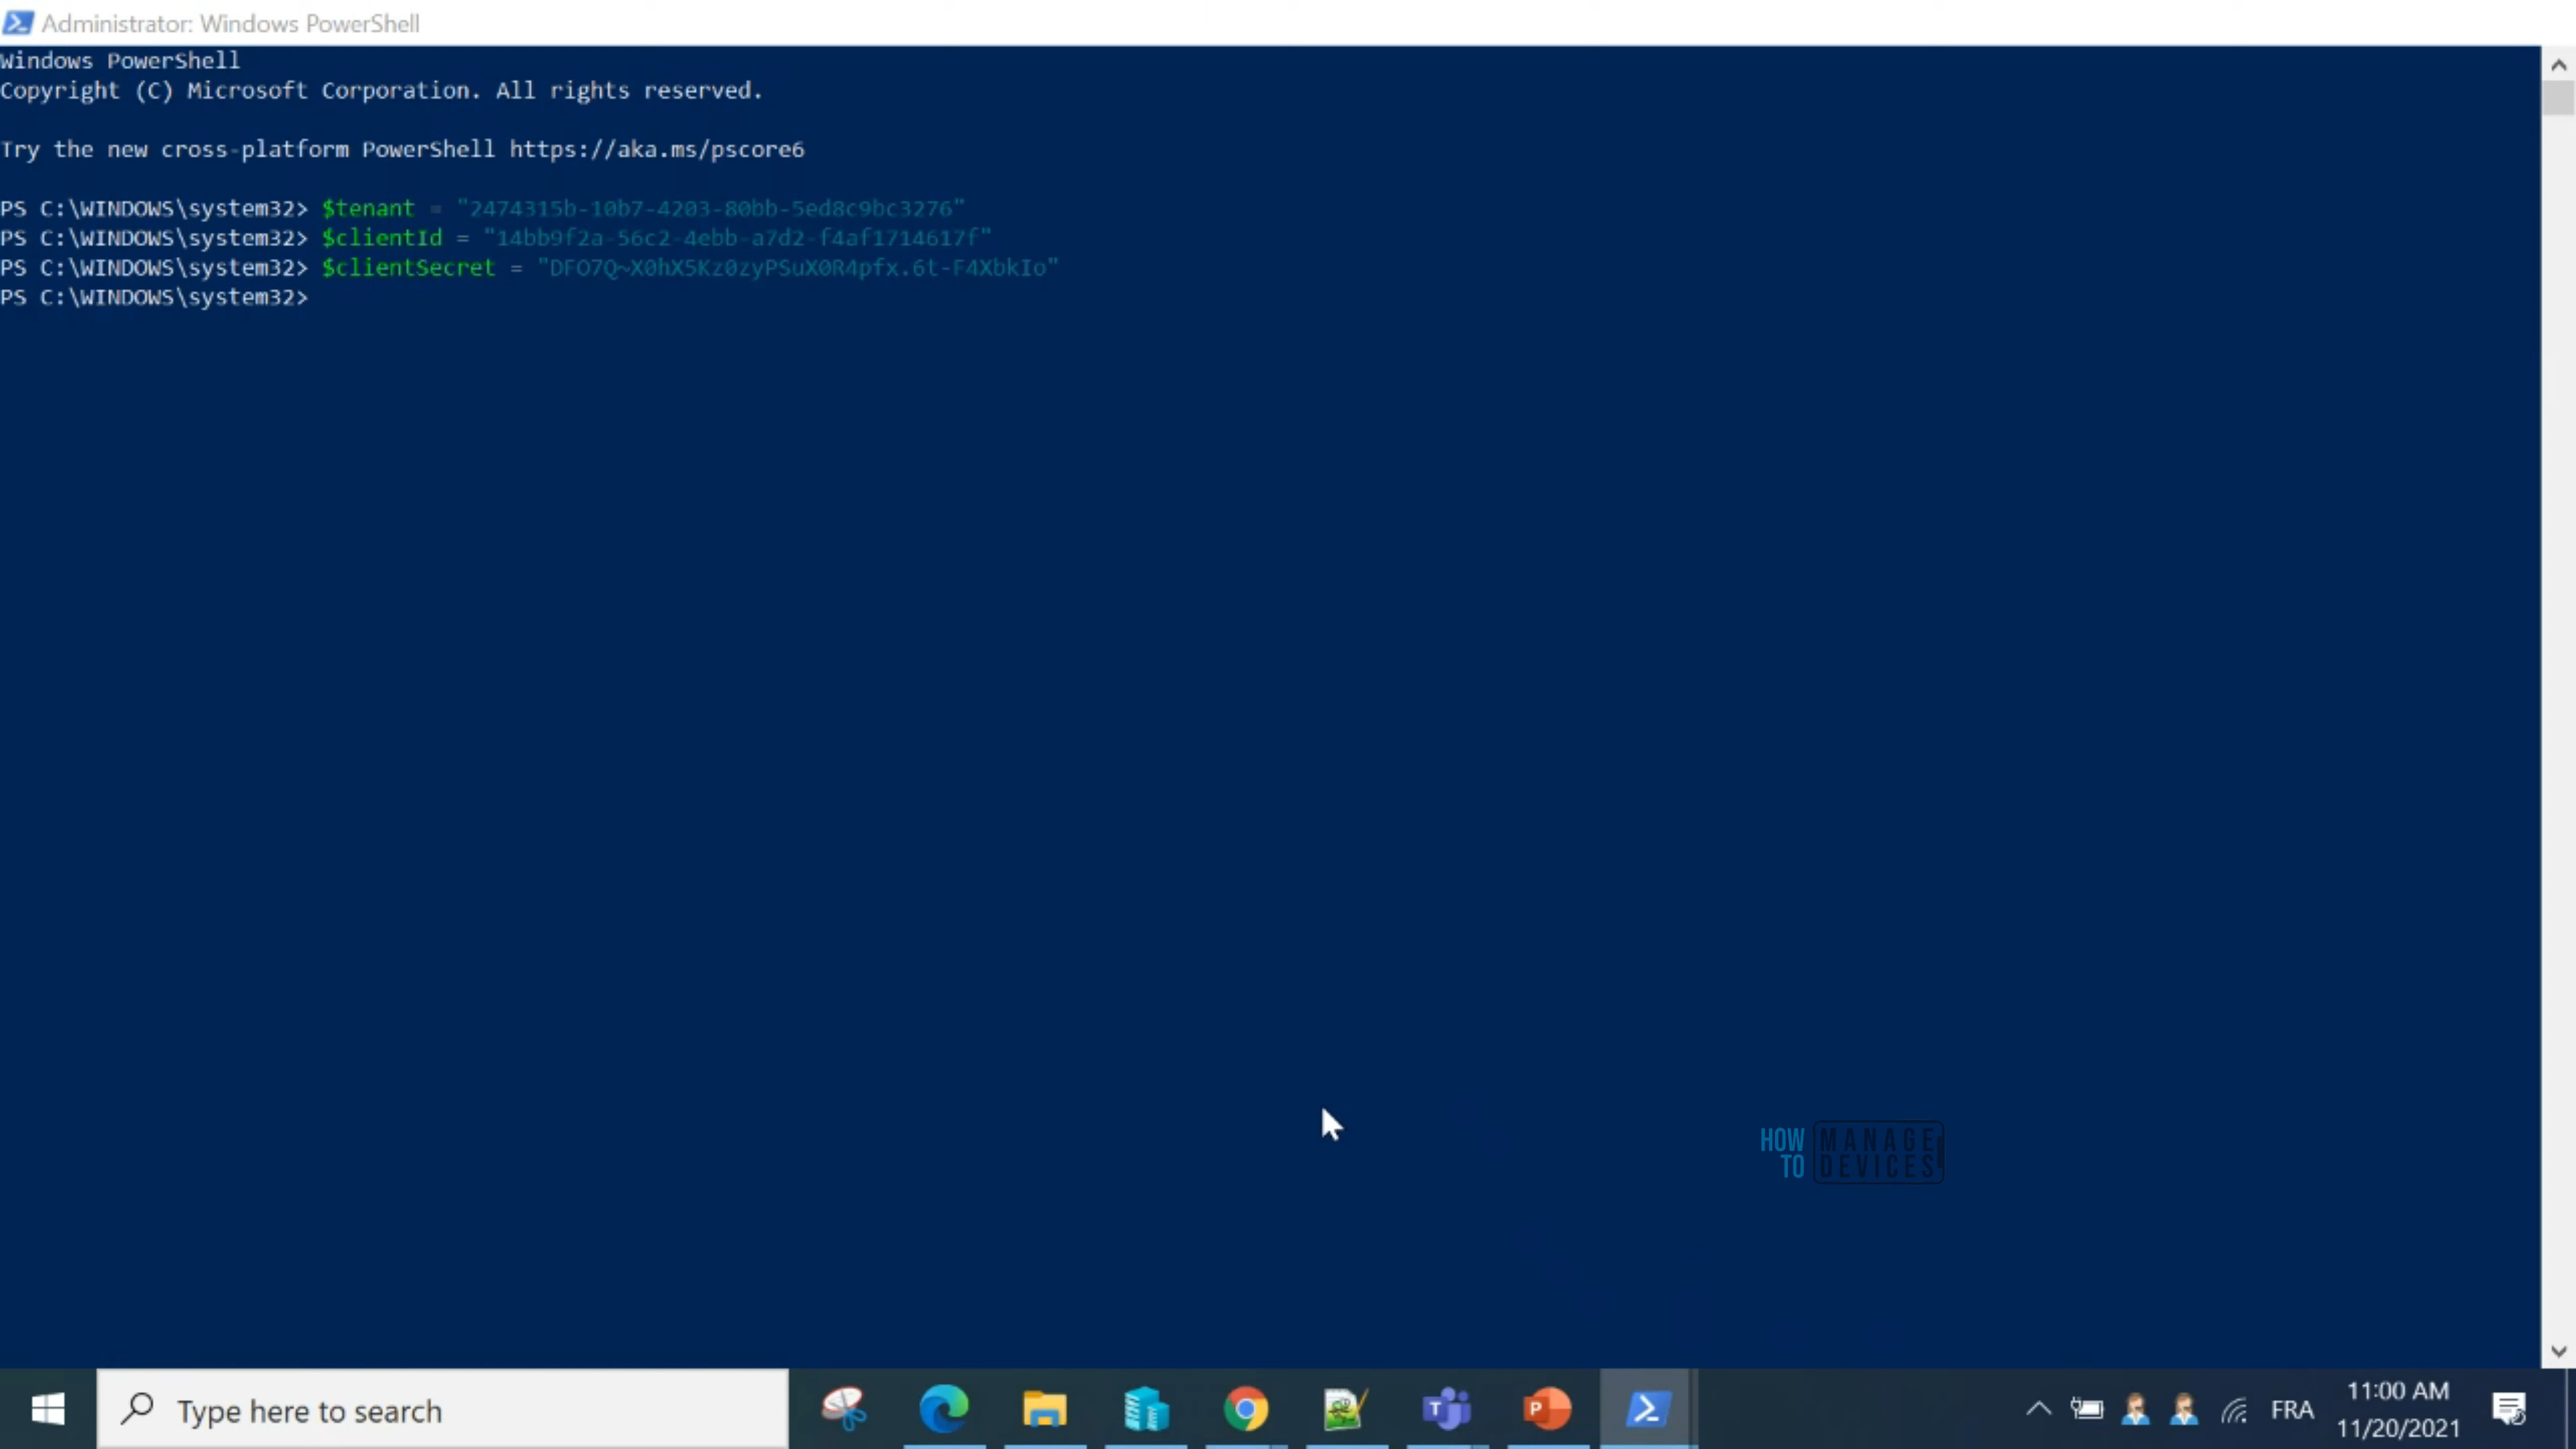 Administrator: Windows PowerShell
Windows PowerShell
Copyright (C) Microsoft Corporation. All rights reserved.
Try the new cross-platform PowerShell https://aka.ms/pscore6
PS C:\WINDOWS\system32> $tenant = "2474315b-10b7-4203-80bb-5ed8c9bc3276"
PS C:\WINDOWS\system32> $clientId = "14bb9f2a-56c2-4ebb-a7d2-f4af1714617f"
PS C:\WINDOWS\system32> $clientSecret = "DFO7Q~X0hX5Kz0zyPSuX0R4pfx.6t-F4XbkIo"
PS C:\WINDOWS\system32>
HOW MANAGE
TO DEVICES
Type here to search
FRA
11:00 AM
11/20/2021